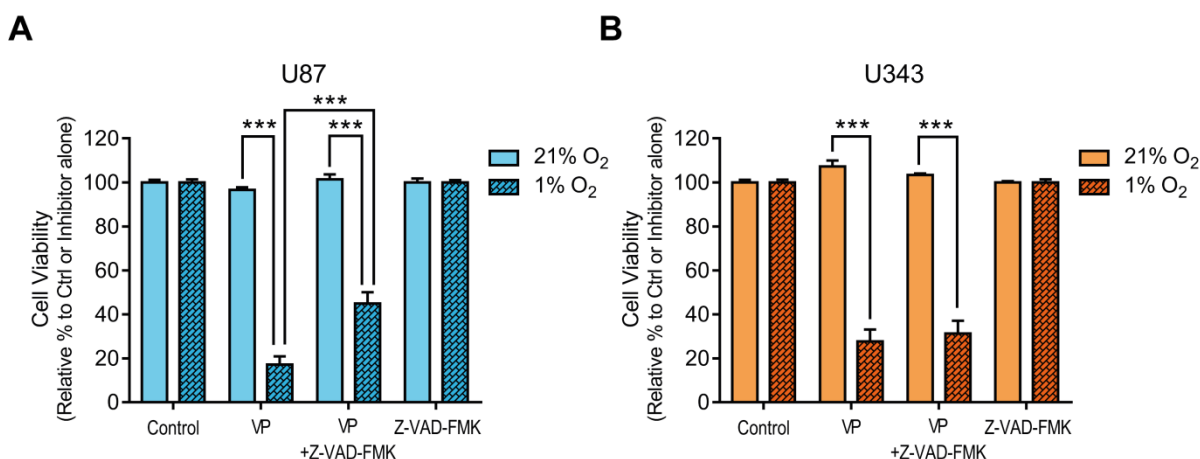 A
U87
***
***
***
Cell Viability
(Relative % to Ctrl or Inhibitor alone)
120
100
80
60
40
20
0
21% O₂
1% O₂
Control
VP
VP
+Z-VAD-FMK
Z-VAD-FMK
B
U343
***
***
Cell Viability
(Relative % to Ctrl or Inhibitor alone)
120
100
80
60
40
20
0
21% O₂
1% O₂
Control
VP
VP
+Z-VAD-FMK
Z-VAD-FMK